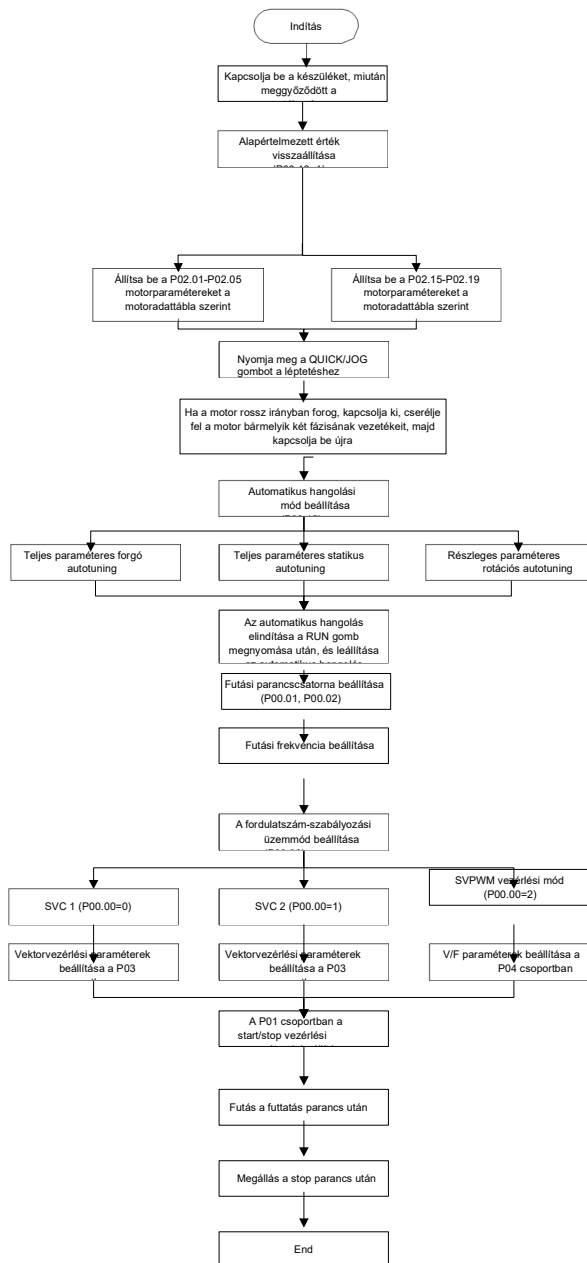 Indítás
Kapcsolja be a készüléket, miután
meggyőződött a
Alapértelmezett érték
visszaállítása
Állítsa be a P02.01-P02.05
motorparamétereket a
motoradattábla szerint
Állítsa be a P02.15-P02.19
motorparamétereket a
motoradattábla szerint
Nyomja meg a QUICK/JOG
gombot a léptetéshez
Ha a motor rossz irányban forog, kapcsolja ki, cserélje
fel a motor bármelyik két fázisának vezetékeit, majd
kapcsolja be újra
Automatikus hangolási
mód beállítása
Teljes paraméteres forgó
autotuning
Teljes paraméteres statikus
autotuning
Részleges paraméteres
rotációs autotuning
Az automatikus hangolás
elindítása a RUN gomb
megnyomása után, és leállítása
az automatikus hangolás
Futási parancscsatorna beállítása
(P00.01, P00.02)
Futási frekvencia beállítása
A fordulatszám-szabályozási
üzemmód beállítása
SVC 1 (P00.00=0)
SVC 2 (P00.00=1)
SVPWM vezérlési mód
(P00.00=2)
Vektorvezérlési paraméterek
beállítása a P03
Vektorvezérlési paraméterek
beállítása a P03
V/F paraméterek beállítása a
P04 csoportban
A P01 csoportban a
start/stop vezérlési
Futás a futtatás parancs után
Megállás a stop parancs után
End